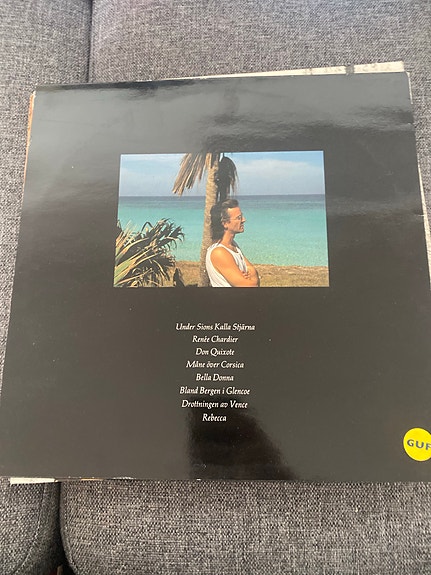 Under Sions Kalla Stjärna
Renée Chardier
Don Quixote
Måne över Corsica
Bella Donna
Bland Bergen i Glencoe
Drottningen av Vence
Rebecca
GUF